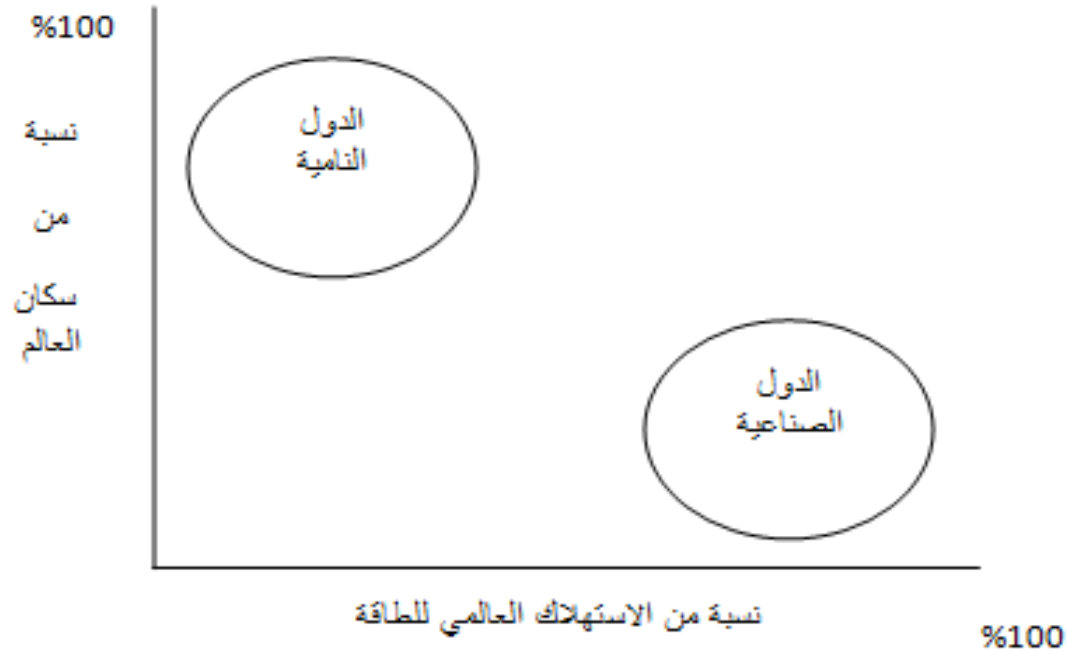 %100
نسبة
من
سكان
العالم
الدول
النامية
الدول
الصناعية
نسبة من الاستهلاك العالمي للطاقة
%100